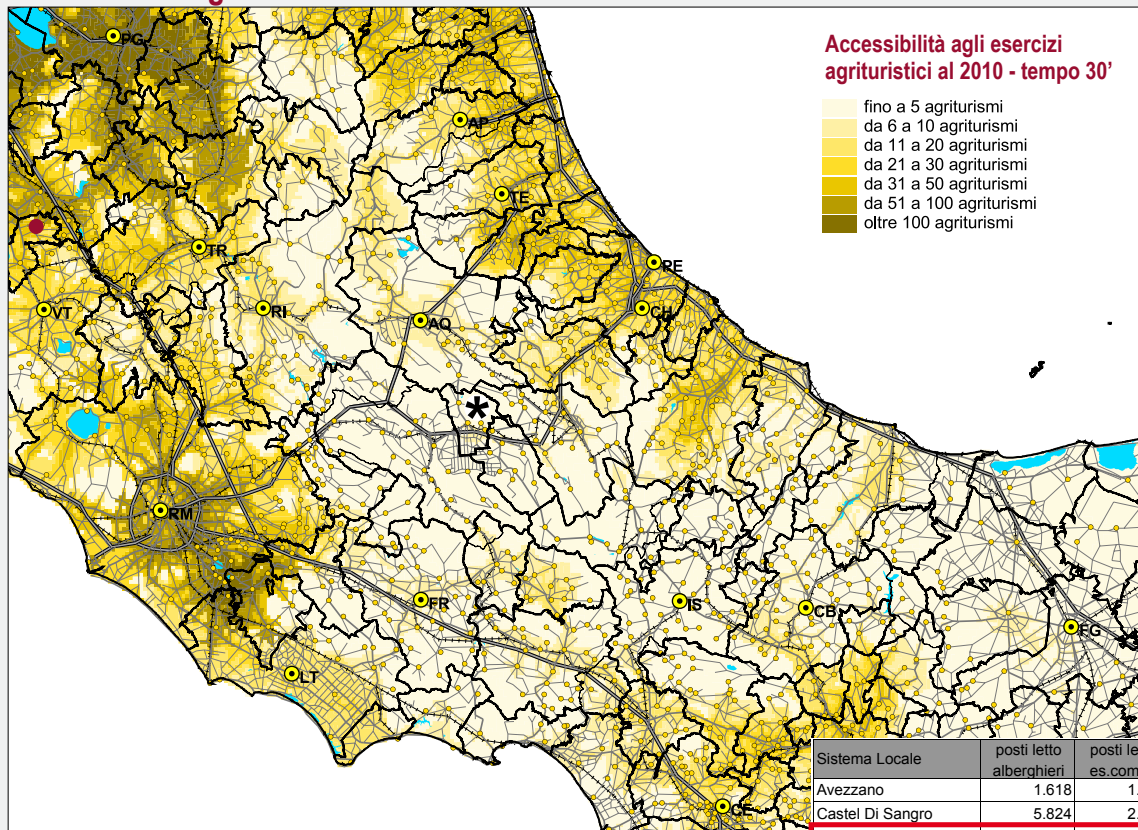 Accessibilità agli esercizi
agrituristici al 2010 - tempo 30'
fino a 5 agriturismi
da 6 a 10 agriturismi
da 11 a 20 agriturismi
da 21 a 30 agriturismi
da 31 a 50 agriturismi
da 51 a 100 agriturismi
oltre 100 agriturismi
PG
AP
TE
TR
PE
VT
RI
AQ
CH
*
RM
FR
IS
CB
FG
LT
CE
Sistema Locale posti letto alberghieri
Avezzano 1.618 1.
Castel Di Sangro 5.824 2.